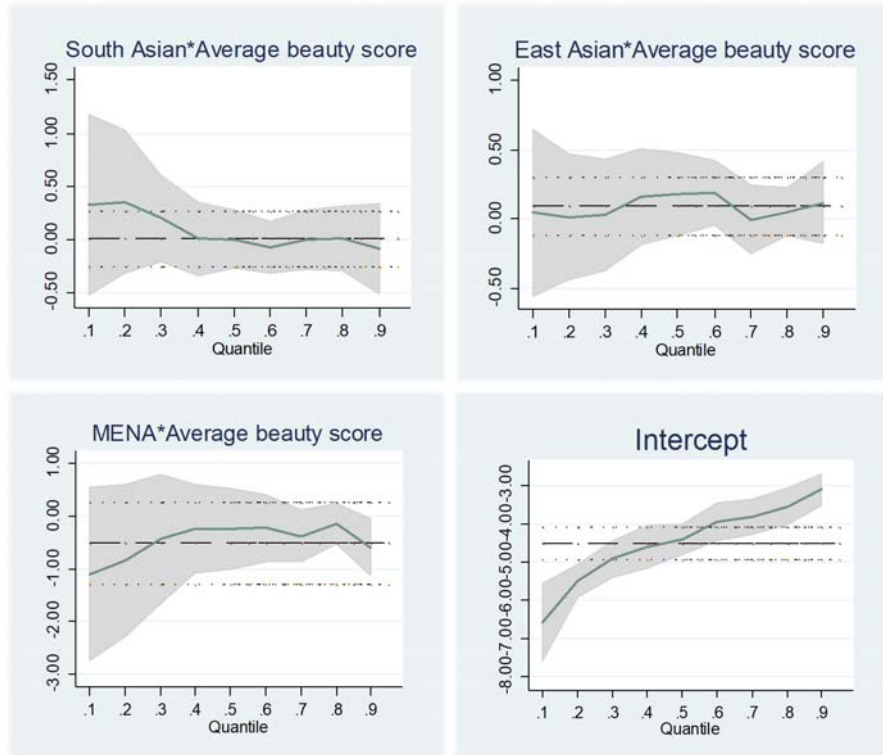 South Asian*Average beauty score
1.50
1.00
0.50
0.00
-0.50
.1 .2 .3 .4 .5 .6 .7 .8 .9
Quantile
East Asian*Average beauty score
1.00
0.50
0.00
-0.50
.1 .2 .3 .4 .5 .6 .7 .8 .9
Quantile
MENA*Average beauty score
1.00
0.00
-1.00
-2.00
-3.00
.1 .2 .3 .4 .5 .6 .7 .8 .9
Quantile
Intercept
-3.00
-4.00
-5.00
-6.00
-7.00
-8.00
.1 .2 .3 .4 .5 .6 .7 .8 .9
Quantile